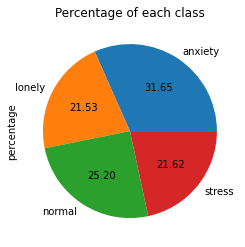 Percentage of each class
anxiety
lonely
31.65
21.53
percentage
25.20
21.62
stress
normal